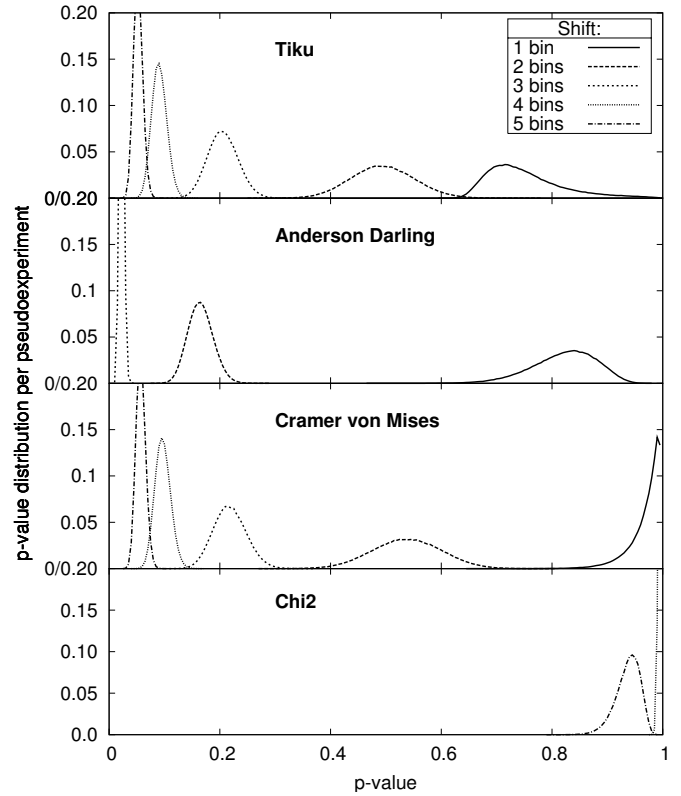 0.20
Tiku
Shift:
1 bin
2 bins
3 bins
4 bins
5 bins
0.15
0.10
0.05
0/0.20
Anderson Darling
0.15
0.1
0.05
0/0.20
Cramer von Mises
0.15
0.1
0.05
0/0.20
Chi2
0.15
0.10
0.05
0.0
0 0.2 0.4 0.6 0.8 1
p-value
p-value distribution per pseudoexperiment